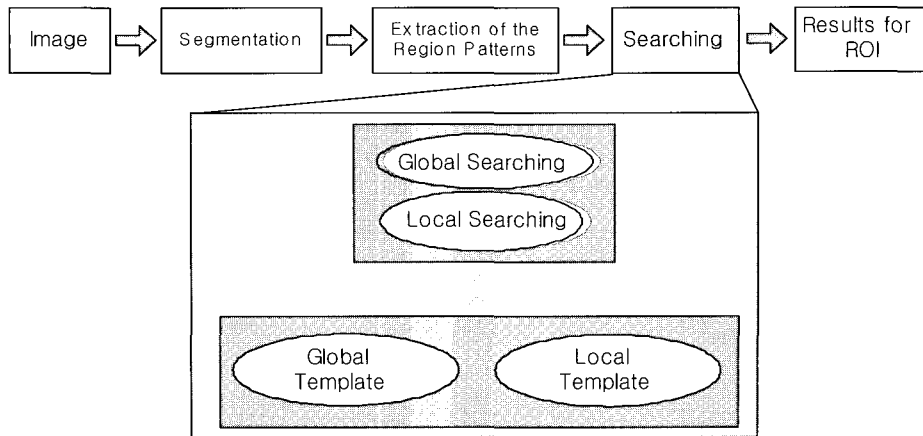 Image
Segmentation
Extraction of the
Region Patterns
Searching
Results for
ROI
Global Searching
Local Searching
Global
Template
Local
Template